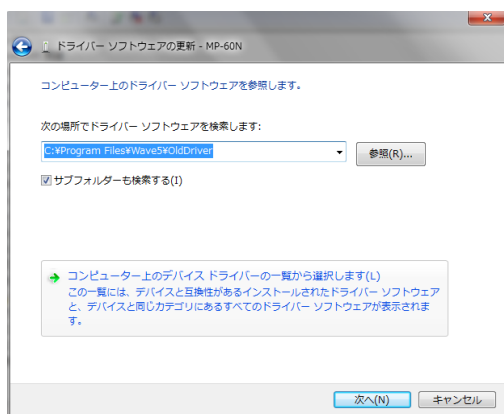 ドライバー ソフトウェアの更新 - MP-60N
コンピューター上のドライバー ソフトウェアを参照します。
次の場所でドライバー ソフトウェアを検索します:
C:¥Program Files¥Wave5¥OldDriver
参照(R)...
サブフォルダーも検索する(I)
コンピューター上のデバイス ドライバーの一覧から選択します(L)
この一覧には、デバイスと互換性があるインストールされたドライバー ソフトウェア
と、デバイスと同じカテゴリにあるすべてのドライバー ソフトウェアが表示されま
す。
次へ(N)
キャンセル